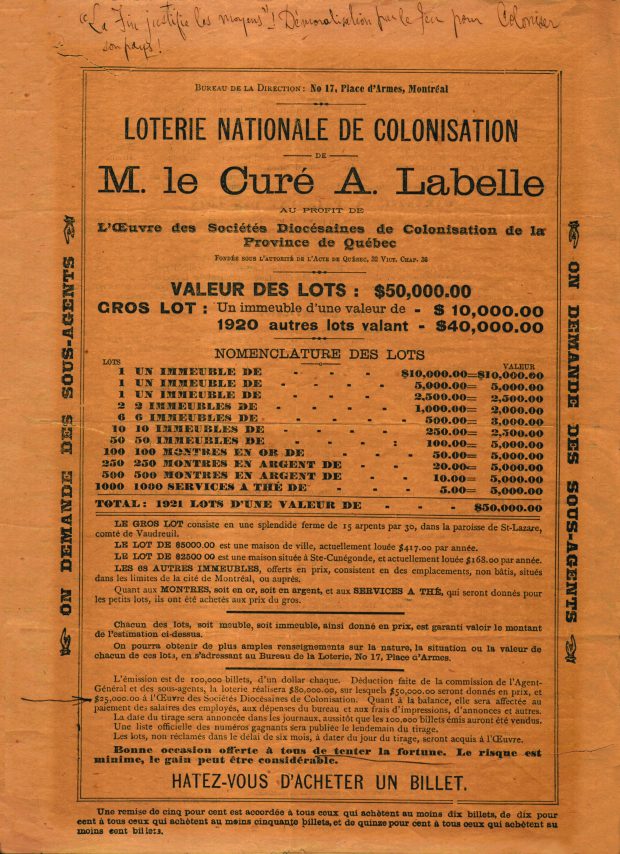 "La Fin justifie les moyens"! Démoralisation par le jeu pour Coloniser
son pays!
BUREAU DE LA DIRECTION: No 17, Place d'Armes, Montréal
LOTERIE NATIONALE DE COLONISATION
DE
M. le Curé A. Labelle
AU PROFIT DE
L'Œuvre des Sociétés Diocésaines de Colonisation de la
Province de Québec
FONDÉE SOUS L'AUTORITÉ DE L'ACTE DE QUÉBEC, 32 VICT. CHAP. 36
VALEUR DES LOTS: $50,000.00
GROS LOT: Un immeuble d'une valeur de - $10,000.00
1920 autres lots valant - $40,000.00
NOMENCLATURE DES LOTS
LOTS VALEUR
1 UN IMMEUBLE DE - - - - $10,000.00=$10,000.00
1 UN IMMEUBLE DE - - - - 5,000.00= 5,000.00
1 UN IMMEUBLE DE - - - - 2,500.00= 2,500.00
2 2 IMMEUBLES DE - - - - 1,000.00= 2,000.00
6 6 IMMEUBLES DE - - - - 500.00= 3,000.00
10 10 IMMEUBLES DE - - - - 250.00= 2,500.00
50 50 IMMEUBLES DE - - - : 100.00= 5,000.00
100 100 MONTRES EN OR DE - - - 50.00= 5,000.00
250 250 MONTRES EN ARGENT DE - - 20.00= 5,000.00
500 500 MONTRES EN ARGENT DE - - 10.00= 5,000.00
1000 1000 SERVICES A THÉ DE - - - 5.00= 5,000.00
TOTAL: 1921 LOTS D'UNE VALEUR DE - - - $50,000.00
LE GROS LOT consiste en une splendide ferme de 15 arpents par 30, dans la paroisse de St-Lazare,
comté de Vaudreuil.
LE LOT DE $5000.00 est une maison de ville, actuellement louée $417.00 par année.
LE LOT DE $2500 00 est une maison située à Ste-Cunégonde, et actuellement louée $168.00 par année.
LES 68 AUTRES IMMEUBLES, offerts en prix, consistent en des emplacements, non bâtis, situés
dans les limites de la cité de Montréal, ou auprès.
Quant aux MONTRES, soit en or, soit en argent, et aux SERVICES A THÉ, qui seront donnés pour
les petits lots, ils ont été achetés aux prix du gros.
Chacun des lots, soit meuble, soit immeuble, ainsi donné en prix, est garanti valoir le montant
de l'estimation ci-dessus.
On pourra obtenir de plus amples renseignements sur la nature, la situation ou la valeur de
chacun de ces lots, en s'adressant au Bureau de la Loterie, No 17, Place d'Armes.
L'émission est de 100,000 billets, d'un dollar chaque. Déduction faite de la commission de l'Agent-
Général et des sous-agents, la loterie réalisera $80,000.00, sur lesquels $50,000.00 seront donnés en prix, et
$25,000.00 à l'Œuvre des Sociétés Diocésaines de Colonisation. Quant à la balance, elle sera affectée au
paiement des salaires des employés, aux dépenses du bureau et aux frais d'impressions, d'annonces et autres.
La date du tirage sera annoncée dans les journaux, aussitôt que les 100,000 billets émis auront été vendus.
Une liste officielle des numéros gagnants sera publiée le lendemain du tirage.
Les lots, non réclamés dans le délai de six mois, à dater du jour du tirage, seront acquis à l'Œuvre.
Bonne occasion offerte à tous de tenter la fortune. Le risque est
minime, le gain peut être considérable.
HATEZ-VOUS D'ACHETER UN BILLET.
Une remise de cinq pour cent est accordée à tous ceux qui achètent au moins dix billets, de dix pour
cent à tous ceux qui achètent au moins cinquante billets, et de quinze pour cent à tous ceux qui achètent au
moins cent billets.
ON DEMANDE DES SOUS-AGENTS
ON DEMANDE DES SOUS-AGENTS